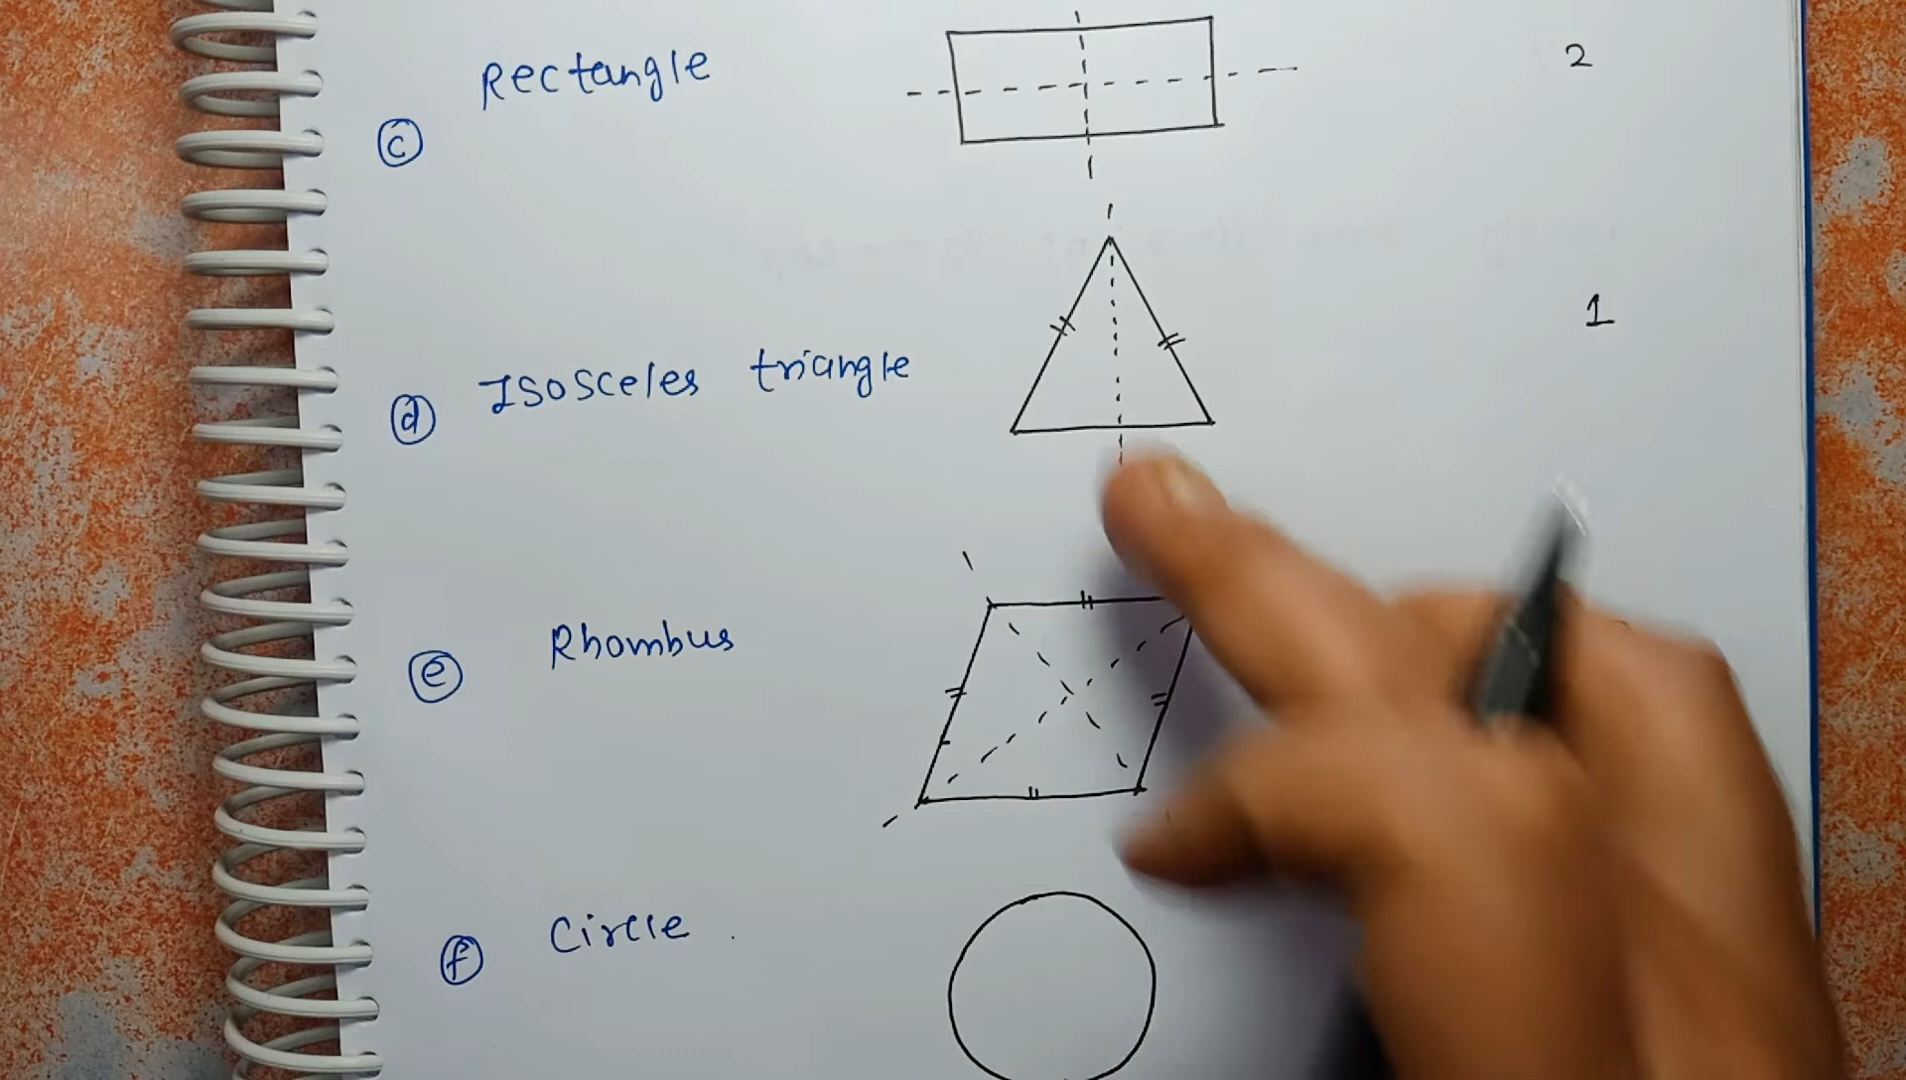 Rectangle 2
(c)
(d) Isosceles triangle 1
(e) Rhombus
(f) Circle .